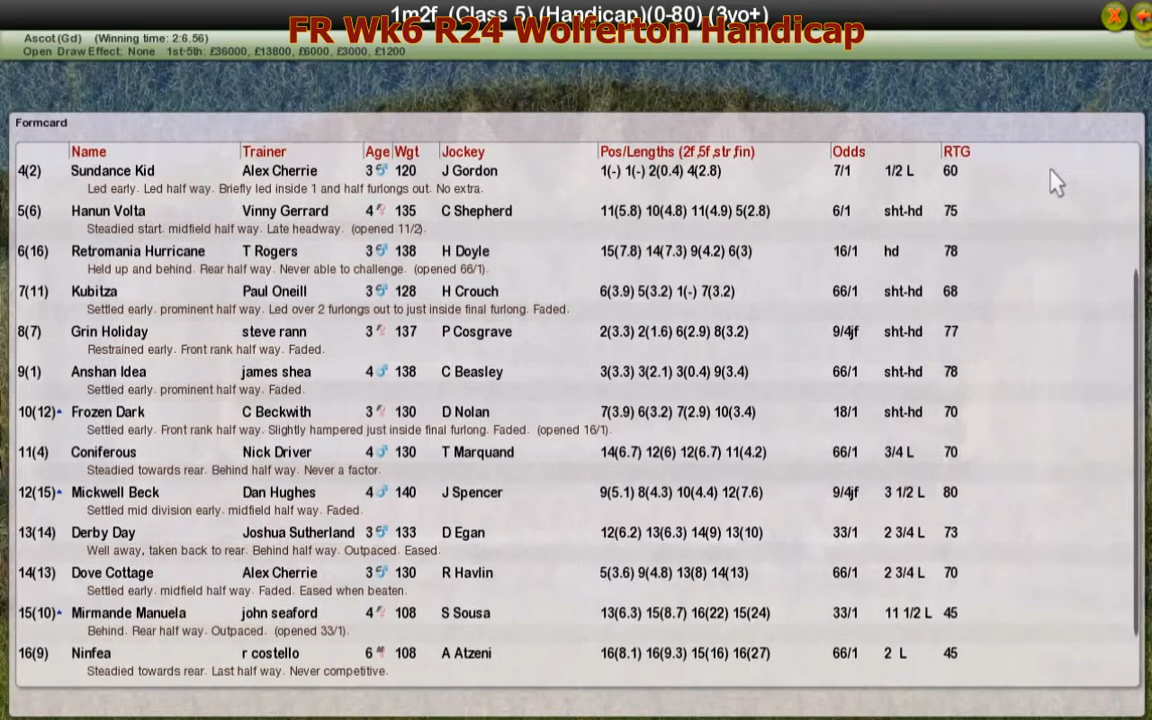 1m2f, (Class 5) (Handicap)(0-80) (3yo+)
FR Wk6 R24 Wolferton Handicap
Ascot(Gd) (Winning time: 2:6.56)
Open Draw Effect: None 1st-5th: £36000, £13800, £6000, £3000, £1200
Formcard
Name Trainer Age Wgt Jockey Pos/Lengths (2f,5f,str,fin) Odds RTG
4(2) Sundance Kid Alex Cherrie 3 120 J Gordon 1(-) 1(-) 2(0.4) 4(2.8) 7/1 1/2 L 60
Led early. Led half way. Briefly led inside 1 and half furlongs out. No extra.
5(6) Hanun Volta Vinny Gerrard 4 135 C Shepherd 11(5.8) 10(4.8) 11(4.9) 5(2.8) 6/1 sht-hd 75
Steadied start. midfield half way. Late headway. (opened 11/2).
6(16) Retromania Hurricane T Rogers 3 138 H Doyle 15(7.8) 14(7.3) 9(4.2) 6(3) 16/1 hd 78
Held up and behind. Rear half way. Never able to challenge. (opened 66/1).
7(11) Kubitza Paul Oneill 3 128 H Crouch 6(3.9) 5(3.2) 1(-) 7(3.2) 66/1 sht-hd 68
Settled early. prominent half way. Led over 2 furlongs out to just inside final furlong. Faded.
8(7) Grin Holiday steve rann 3 137 P Cosgrave 2(3.3) 2(1.6) 6(2.9) 8(3.2) 9/4jf sht-hd 77
Restrained early. Front rank half way. Faded.
9(1) Anshan Idea james shea 4 138 C Beasley 3(3.3) 3(2.1) 3(0.4) 9(3.4) 66/1 sht-hd 78
Settled early. prominent half way. Faded.
10(12) Frozen Dark C Beckwith 3 130 D Nolan 7(3.9) 6(3.2) 7(2.9) 10(3.4) 18/1 sht-hd 70
Settled early. Front rank half way. Slightly hampered just inside final furlong. Faded. (opened 16/1).
11(4) Coniferous Nick Driver 4 130 T Marquand 14(6.7) 12(6) 12(6.7) 11(4.2) 66/1 3/4 L 70
Steadied towards rear. Behind half way. Never a factor.
12(15) Mickwell Beck Dan Hughes 4 140 J Spencer 9(5.1) 8(4.3) 10(4.4) 12(7.6) 9/4jf 3 1/2 L 80
Settled mid division early. midfield half way. Faded.
13(14) Derby Day Joshua Sutherland 3 133 D Egan 12(6.2) 13(6.3) 14(9) 13(10) 33/1 2 3/4 L 73
Well away, taken back to rear. Behind half way. Outpaced. Eased.
14(13) Dove Cottage Alex Cherrie 3 130 R Havlin 5(3.6) 9(4.8) 13(8) 14(13) 66/1 2 3/4 L 70
Settled early. midfield half way. Faded. Eased when beaten.
15(10) Mirmande Manuela john seaford 4 108 S Sousa 13(6.3) 15(8.7) 16(22) 15(24) 33/1 11 1/2 L 45
Behind. Rear half way. Outpaced. (opened 33/1).
16(9) Ninfea r costello 6 108 A Atzeni 16(8.1) 16(9.3) 15(16) 16(27) 66/1 2 L 45
Steadied towards rear. Last half way. Never competitive.